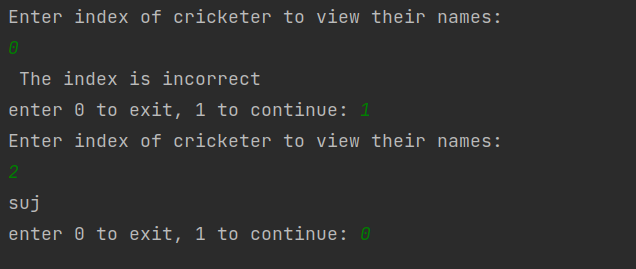 Enter index of cricketer to view their names:
0
The index is incorrect
enter 0 to exit, 1 to continue: 1
Enter index of cricketer to view their names:
2
suj
enter 0 to exit, 1 to continue: 0